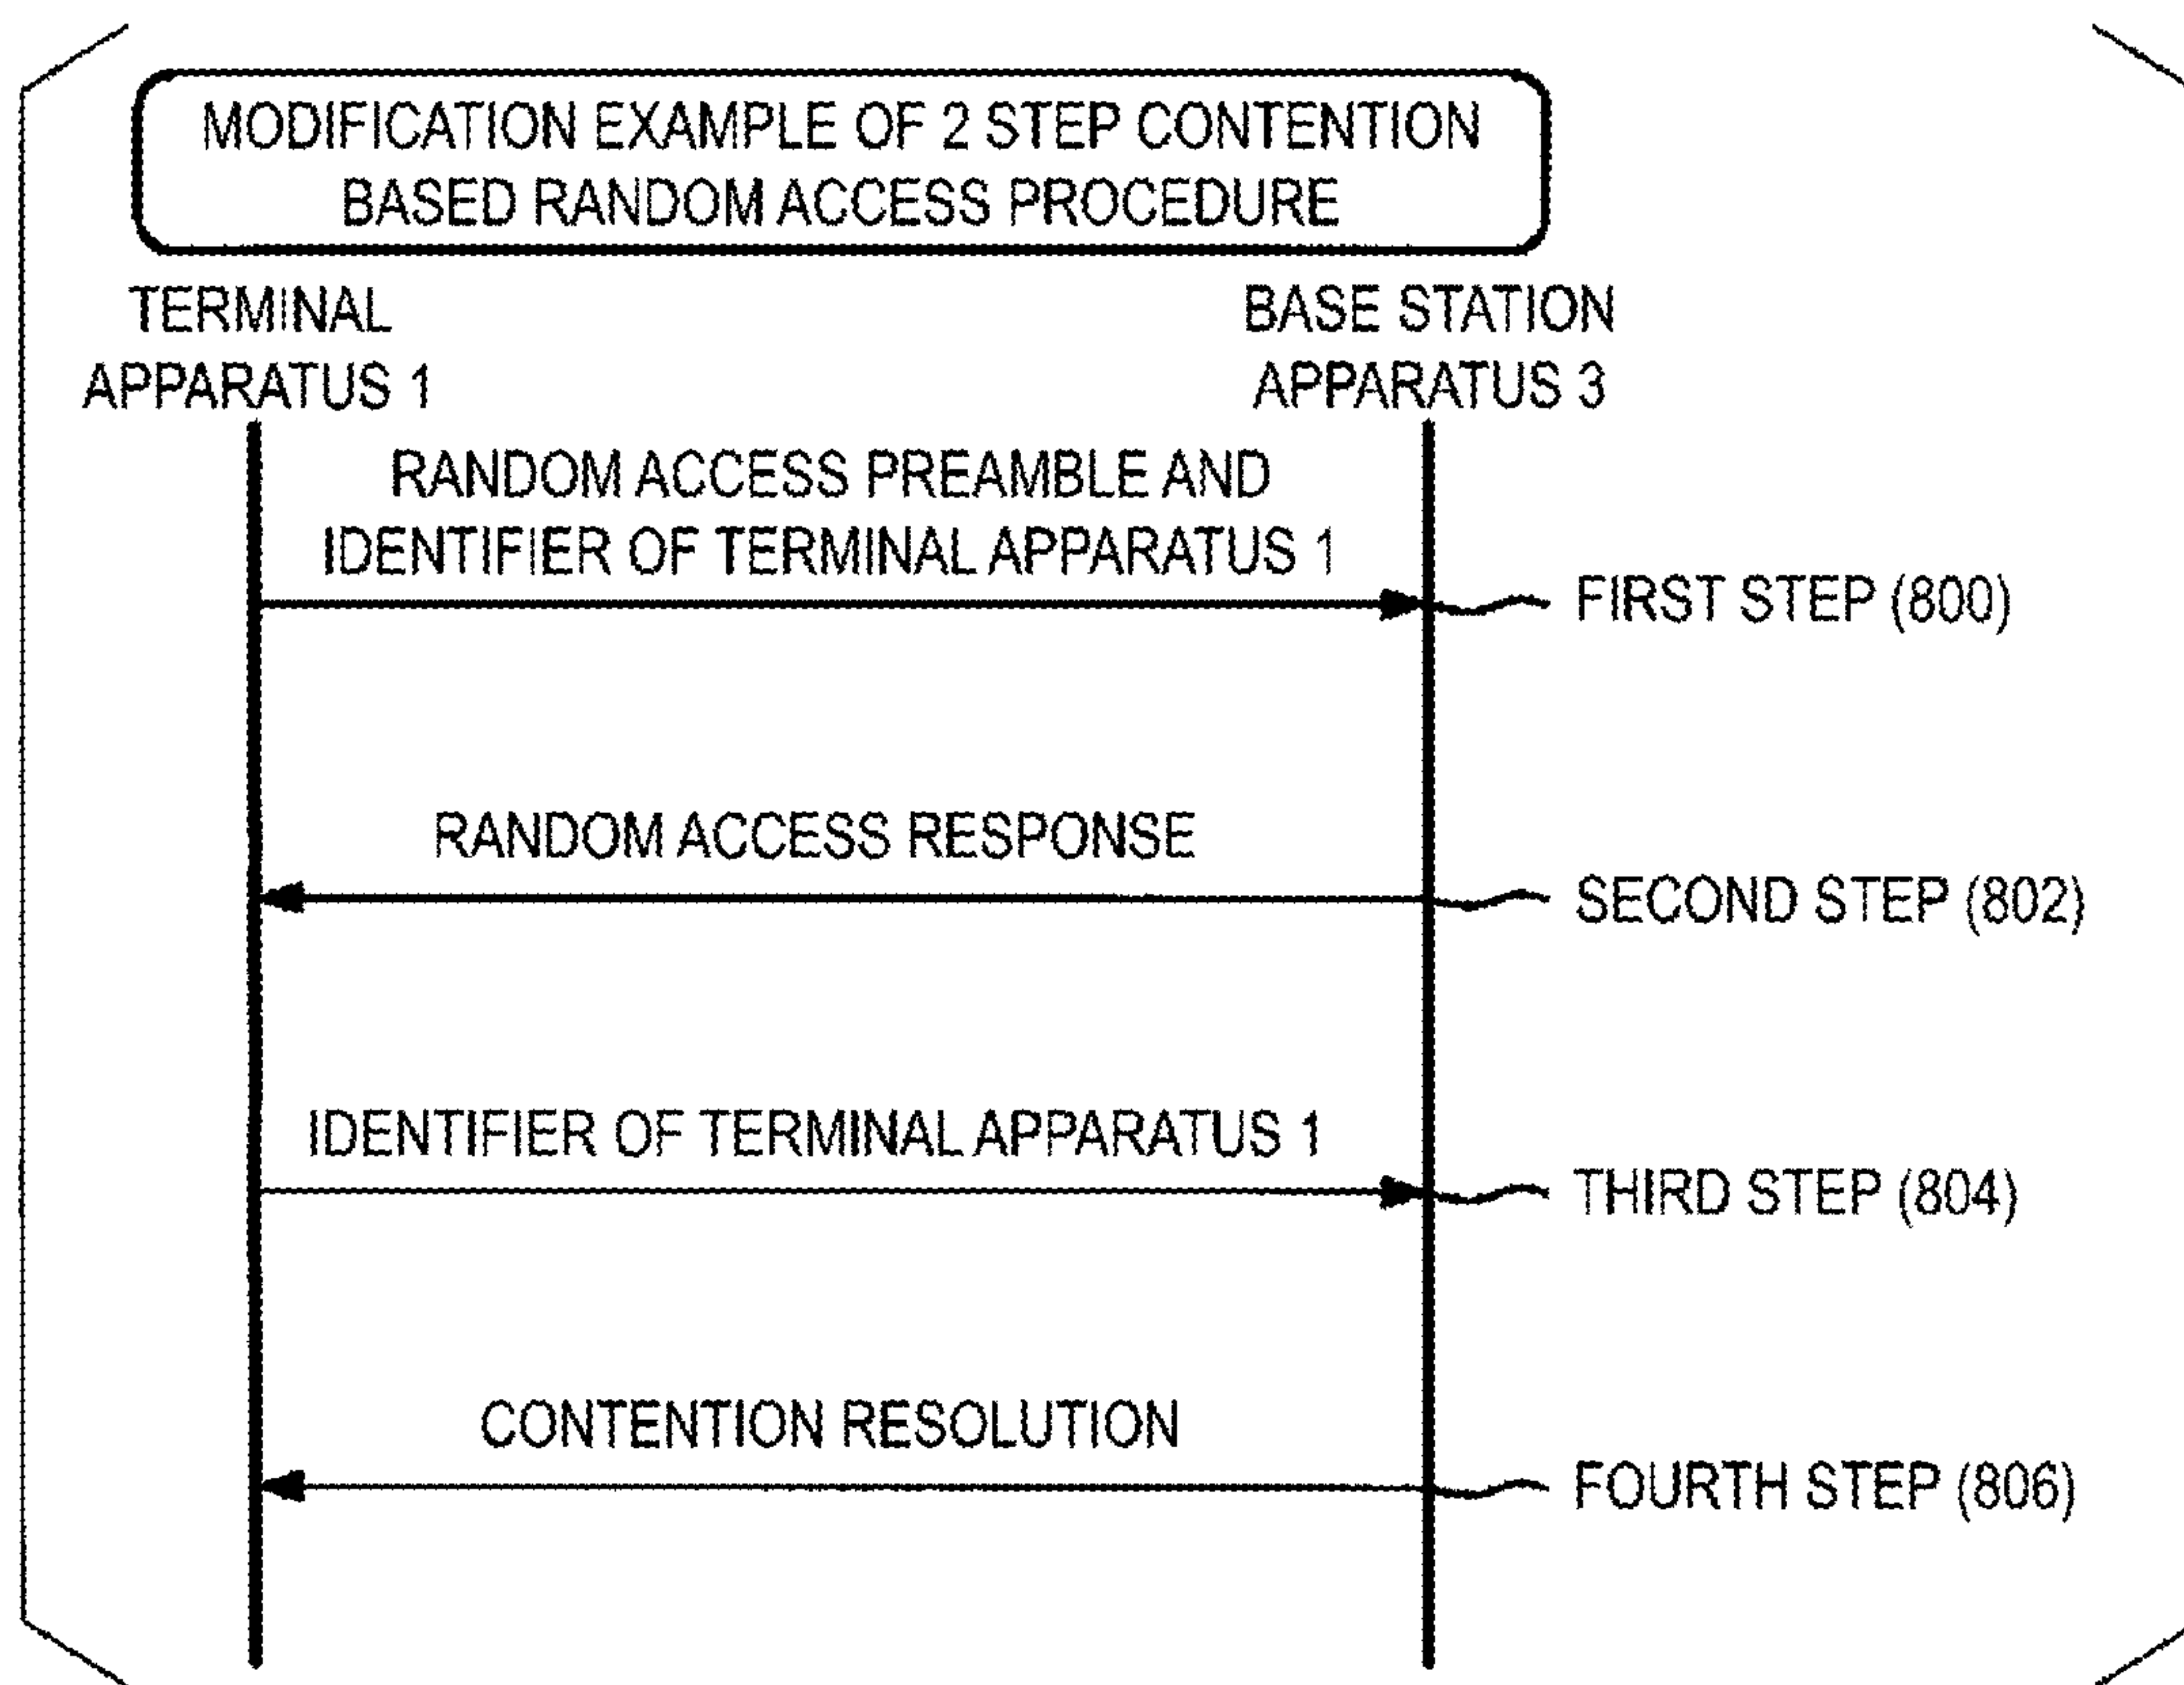 MODIFICATION EXAMPLE OF 2 STEP CONTENTION
BASED RANDOM ACCESS PROCEDURE
TERMINAL
APPARATUS 1
BASE STATION
APPARATUS 3
RANDOM ACCESS PREAMBLE AND
IDENTIFIER OF TERMINAL APPARATUS 1
FIRST STEP (800)
RANDOM ACCESS RESPONSE
SECOND STEP (802)
IDENTIFIER OF TERMINAL APPARATUS 1
THIRD STEP (804)
CONTENTION RESOLUTION
FOURTH STEP (806)